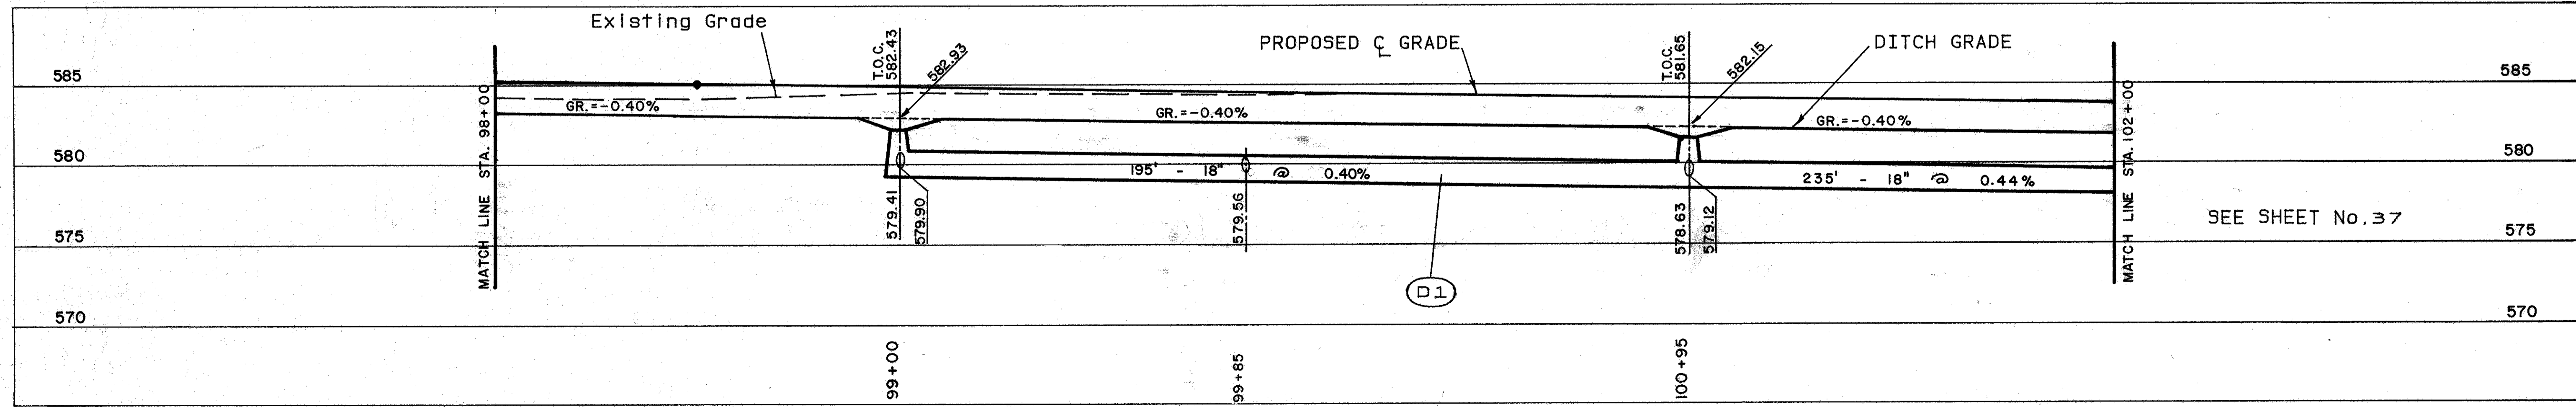 Existing Grade
PROPOSED ℄ GRADE
DITCH GRADE
T.O.C.
582.43
582.93
T.O.C.
581.65
582.15
585
585
MATCH LINE STA. 98+00
GR.=-0.40%
GR.=-0.40%
GR.=-0.40%
MATCH LINE STA. 102+00
580
580
195' - 18" @ 0.40%
235' - 18" @ 0.44%
579.41
579.90
579.56
578.63
579.12
SEE SHEET No.37
575
575
D1
570
570
99+00
99+85
100+95